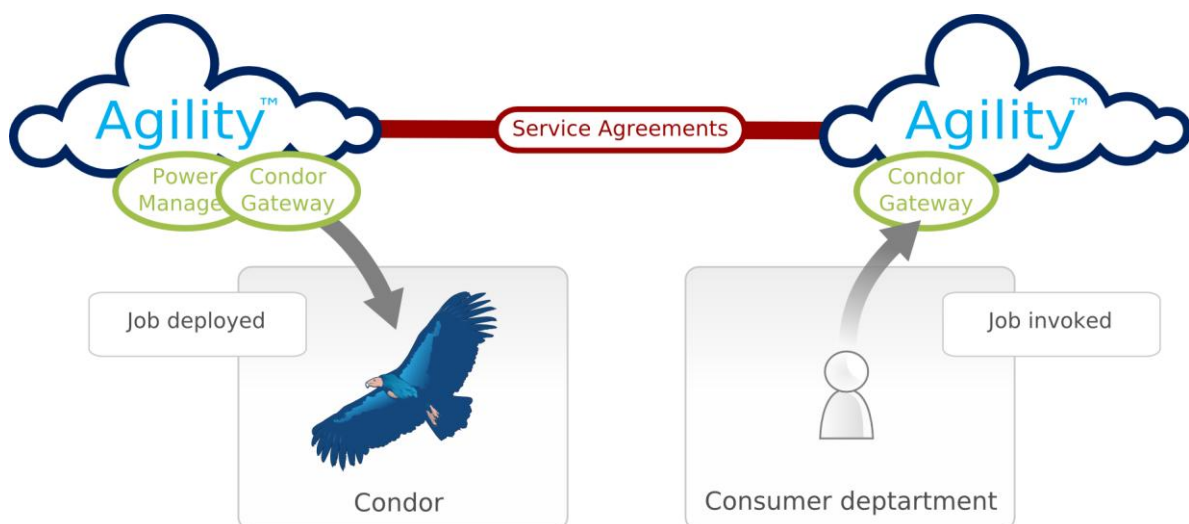 Agility™
Service Agreements
Agility™
Power
Manage
Condor
Gateway
Condor
Gateway
Job deployed
Job invoked
Condor
Consumer deptartment